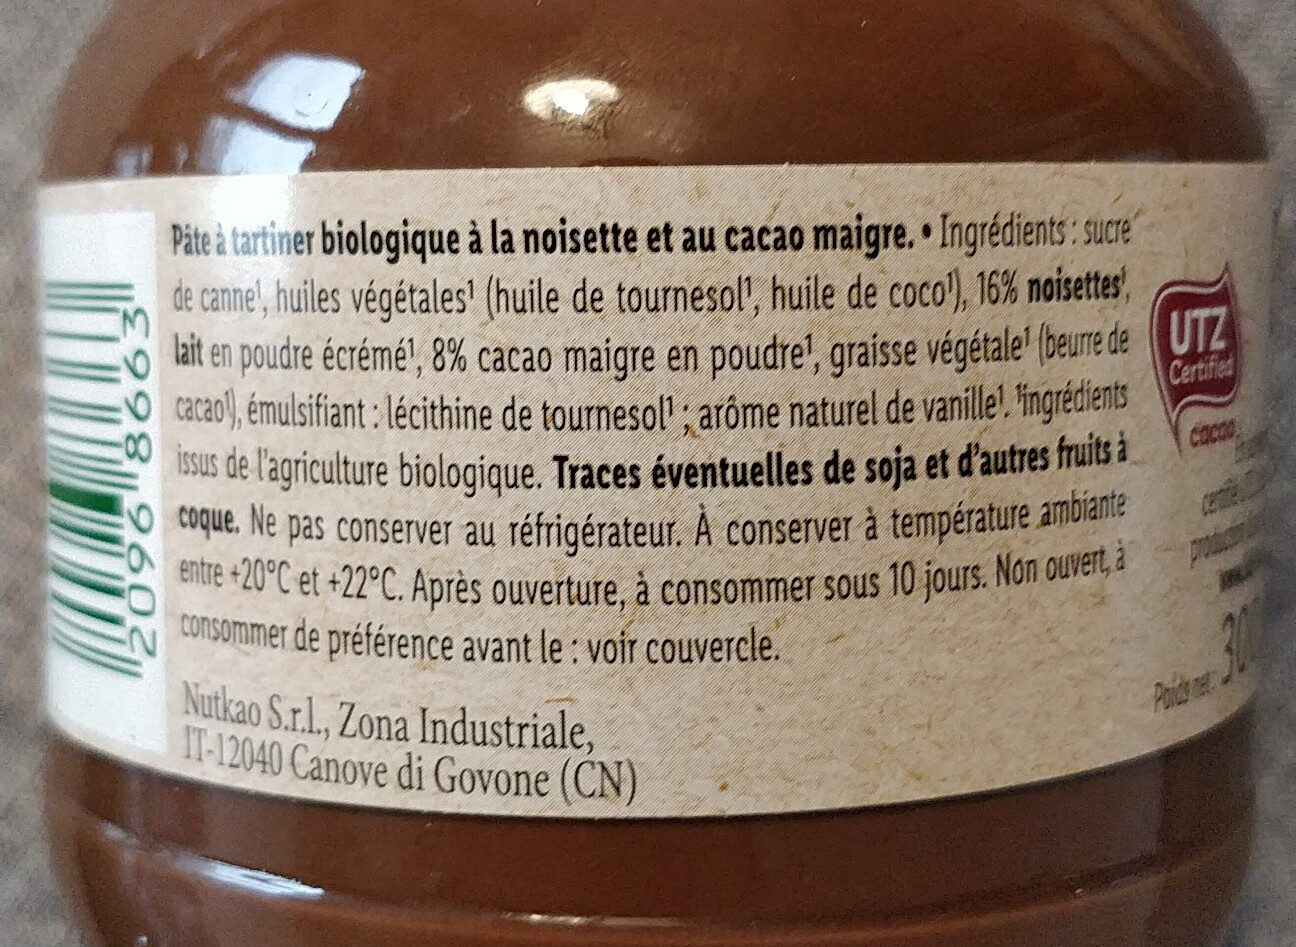 Pâte à tartiner biologique à la noisette et au cacao maigre. • Ingrédients : sucre
de canne¹, huiles végétales¹ (huile de tournesol¹, huile de coco¹), 16% noisettes¹,
lait en poudre écrémé¹, 8% cacao maigre en poudre¹, graisse végétale¹ (beurre de
cacao¹), émulsifiant : lécithine de tournesol¹ ; arôme naturel de vanille¹. ¹ingrédients
issus de l'agriculture biologique. Traces éventuelles de soja et d'autres fruits à
coque. Ne pas conserver au réfrigérateur. À conserver à température ambiante
entre +20°C et +22°C. Après ouverture, à consommer sous 10 jours. Non ouvert, à
consommer de préférence avant le : voir couvercle.
Nutkao S.r.l., Zona Industriale,
IT-12040 Canove di Govone (CN)
2096 8663
UTZ
Certified
cacao
Poids net :